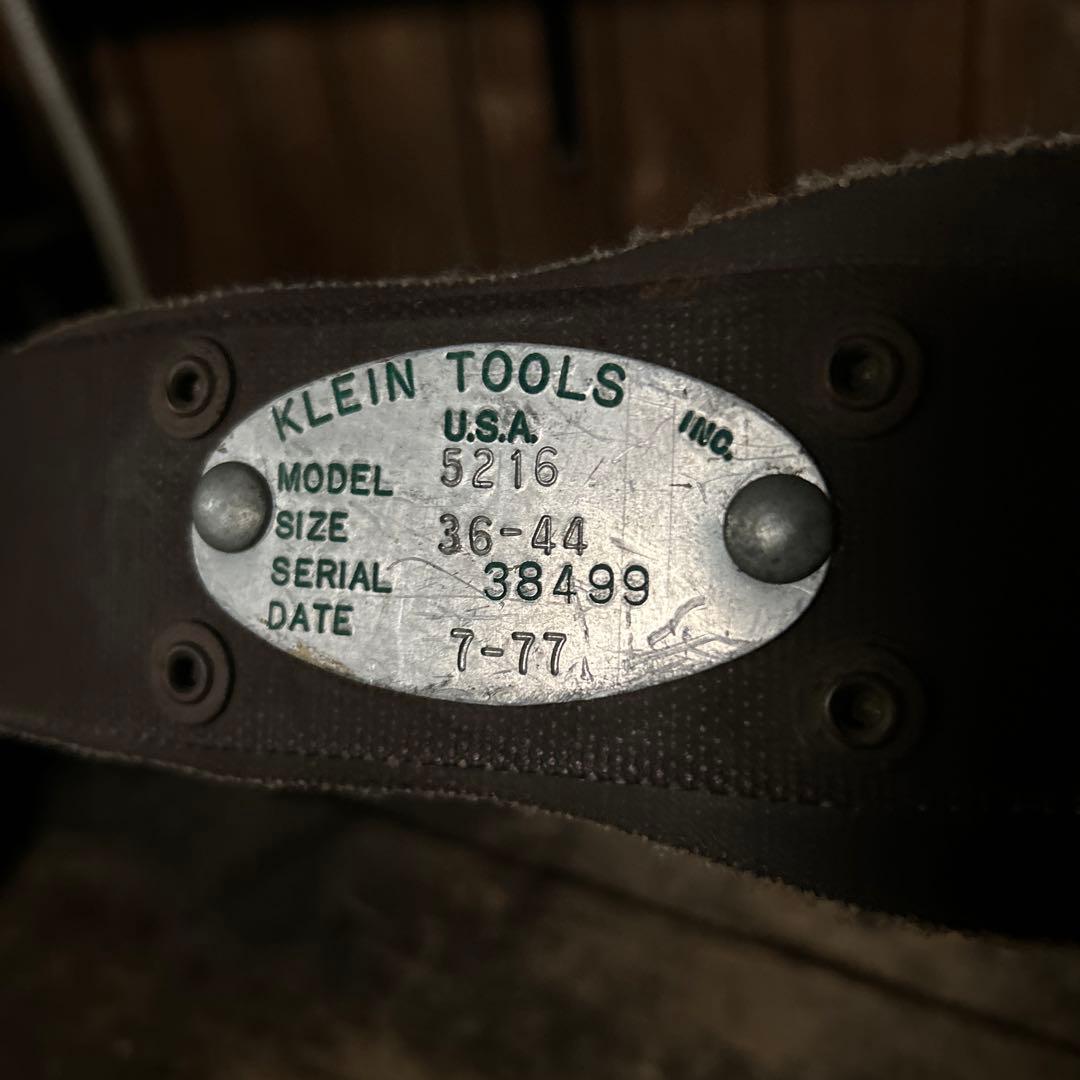 KLEIN TOOLS INC.
U.S.A.
MODEL 5216
SIZE 36-44
SERIAL 38499
DATE 7-77